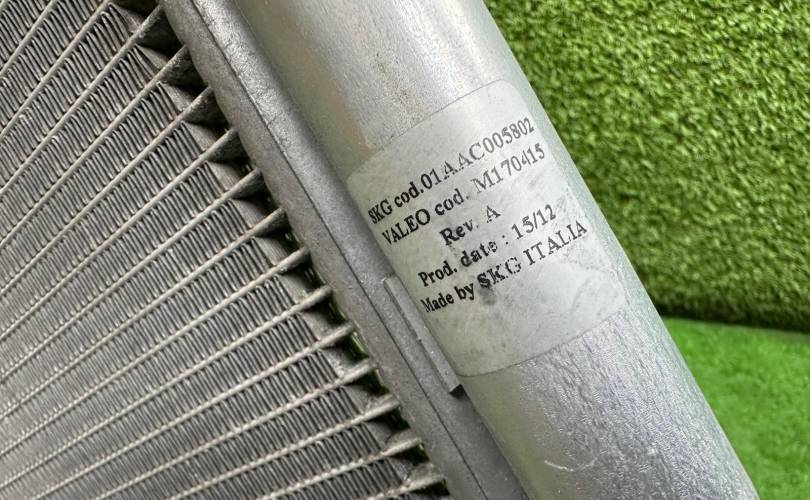 SKG cod.01AAC005802
VALEO cod. M170415
Rev. A
Prod. date : 15/12
Made by SKG ITALIA